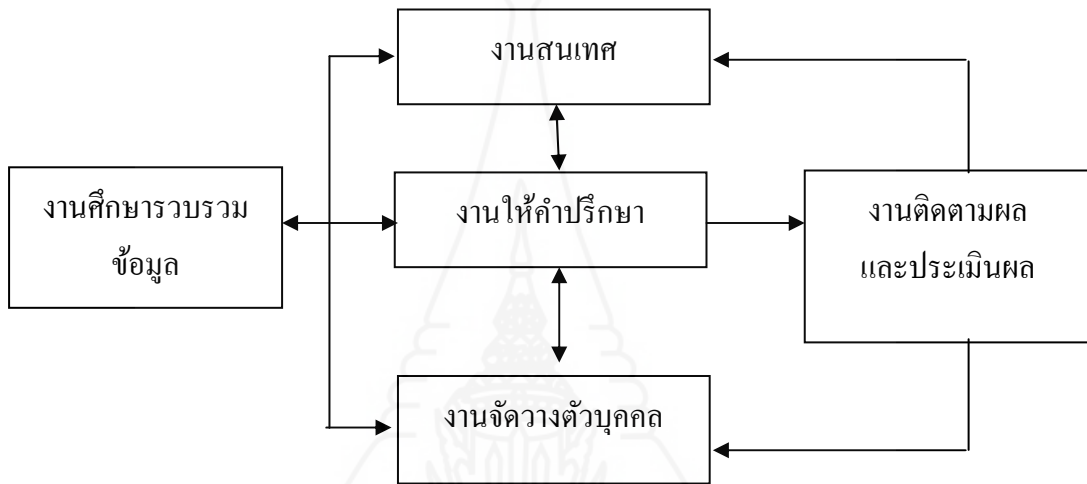 งานสนเทศ
งานศึกษารวบรวม
ข้อมูล
งานให้คำปรึกษา
งานติดตามผล
และประเมินผล
งานจัดวางตัวบุคคล